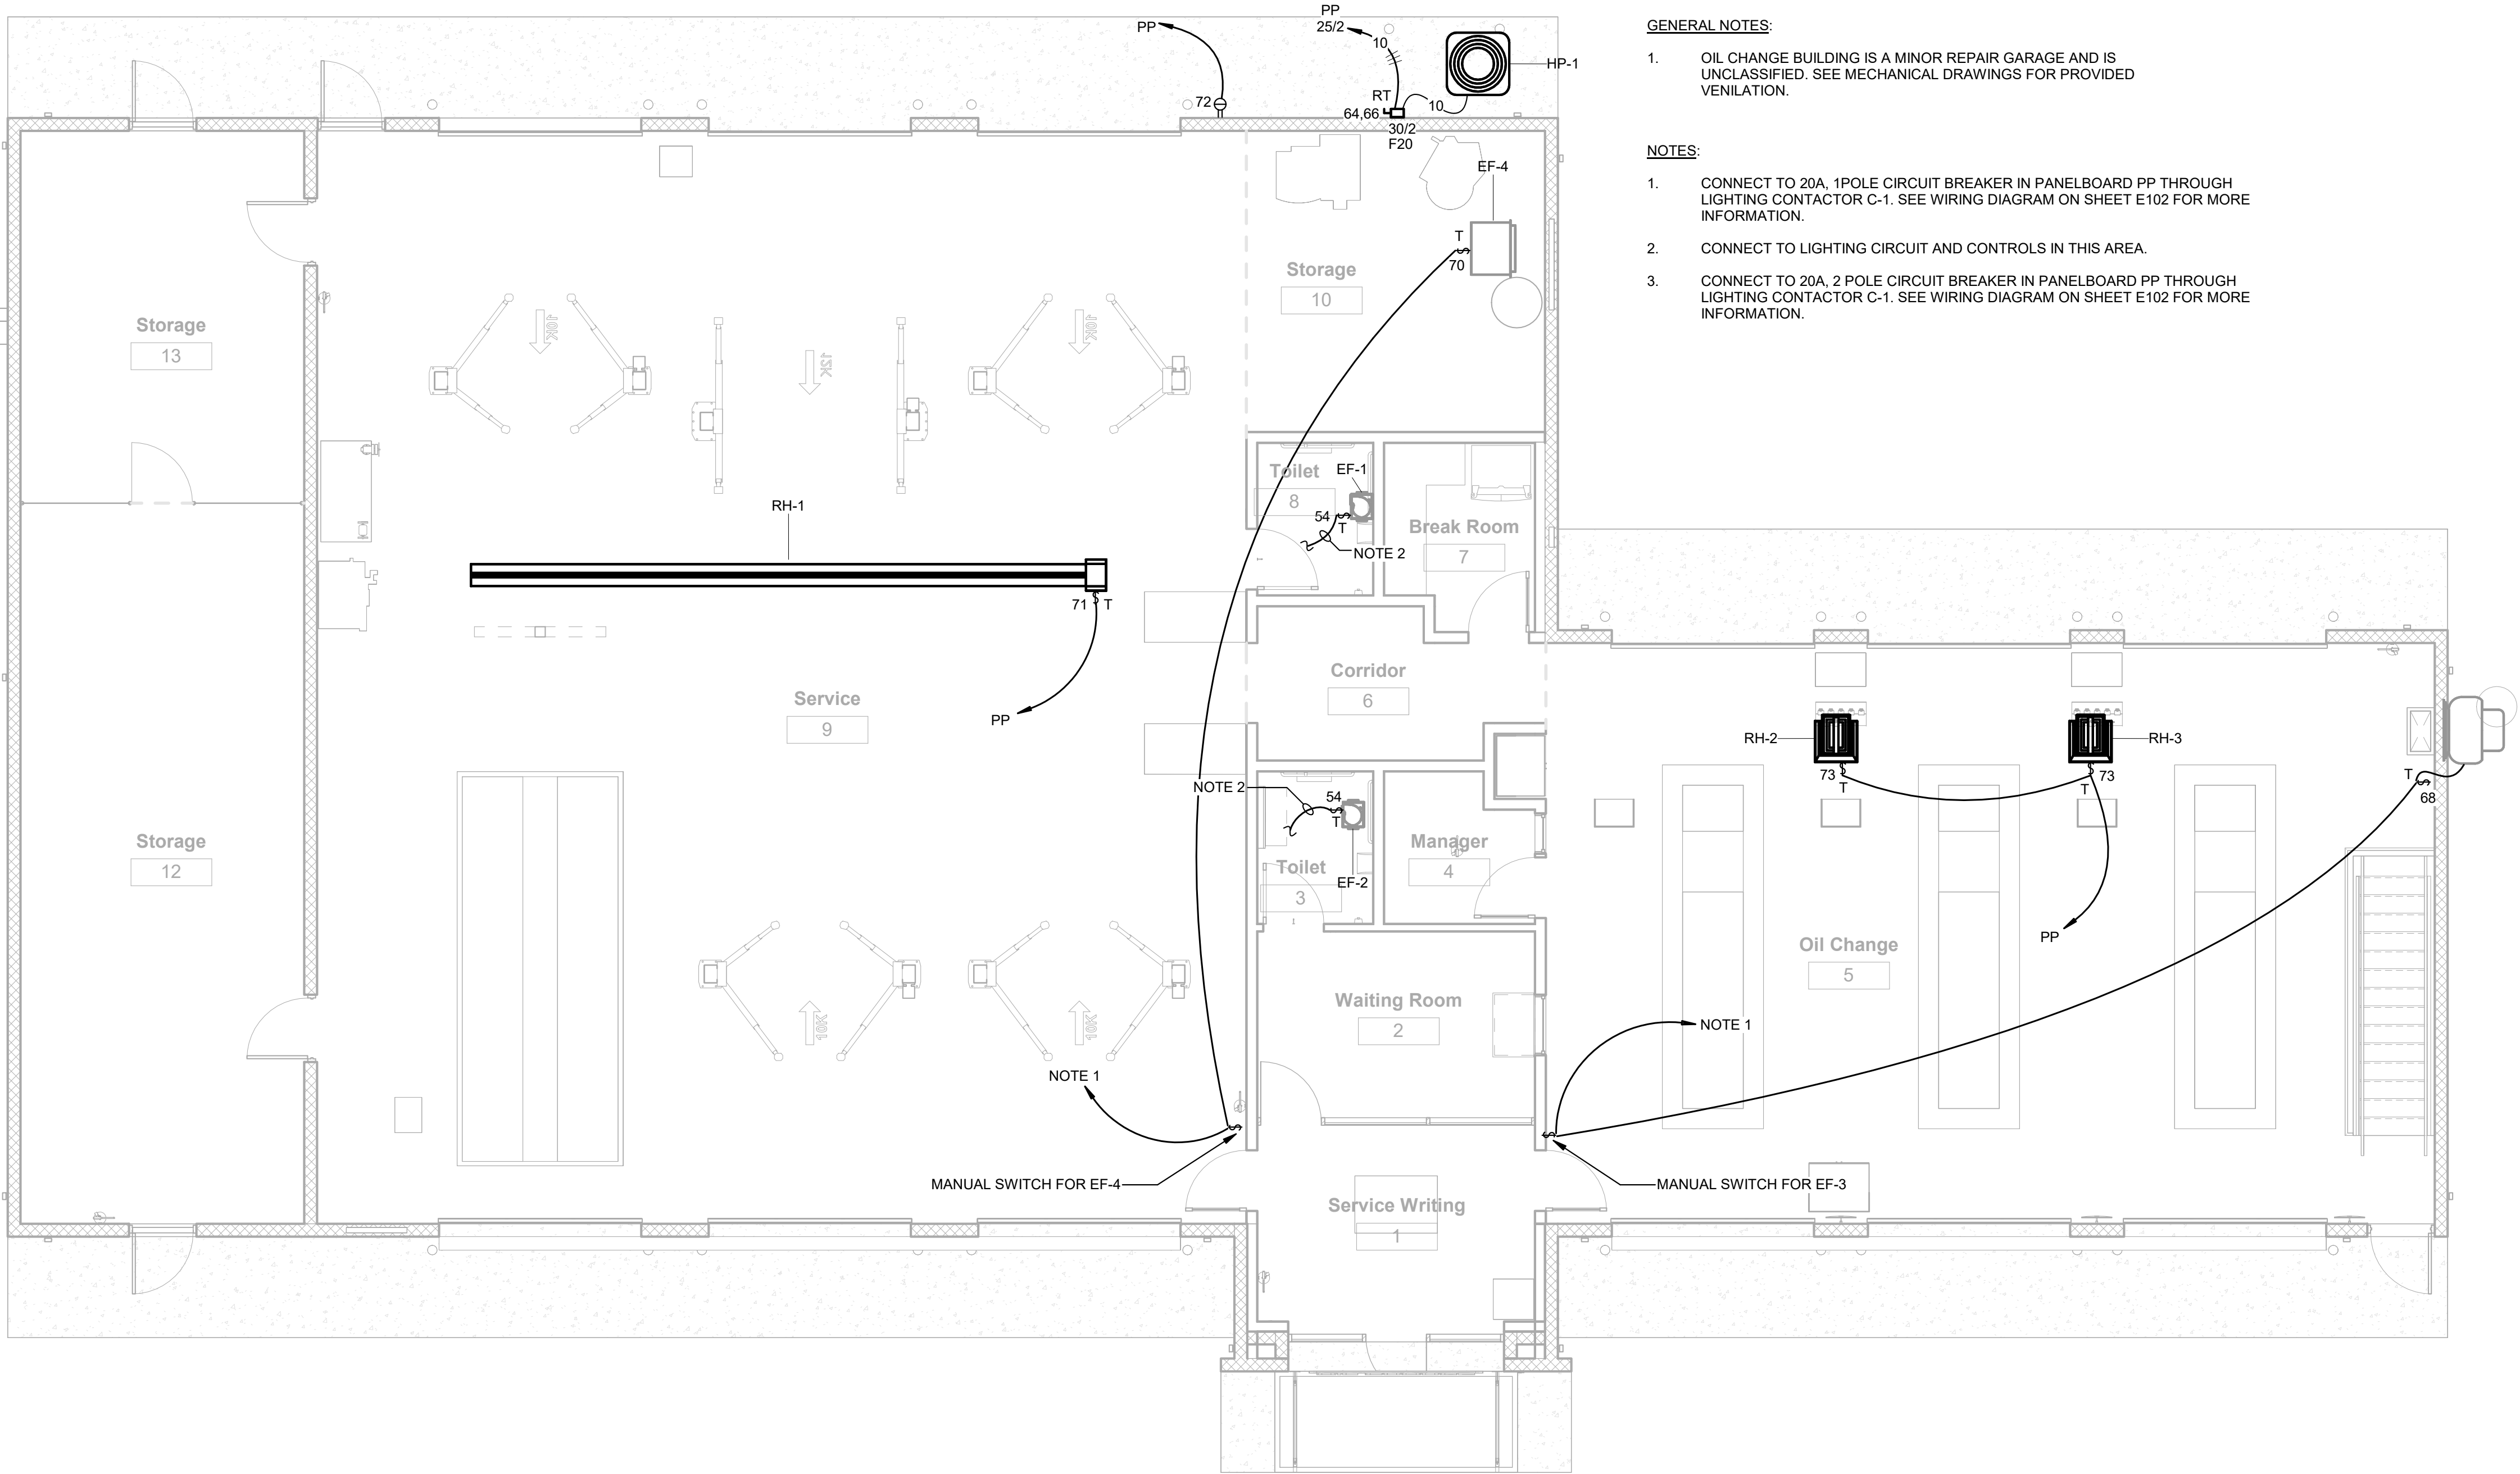 PP
PP
25/2
10
HP-1
72
RT
64,66
10
30/2
F20
GENERAL NOTES:
1. OIL CHANGE BUILDING IS A MINOR REPAIR GARAGE AND IS
UNCLASSIFIED. SEE MECHANICAL DRAWINGS FOR PROVIDED
VENILATION.
NOTES:
1. CONNECT TO 20A, 1POLE CIRCUIT BREAKER IN PANELBOARD PP THROUGH
LIGHTING CONTACTOR C-1. SEE WIRING DIAGRAM ON SHEET E102 FOR MORE
INFORMATION.
2. CONNECT TO LIGHTING CIRCUIT AND CONTROLS IN THIS AREA.
3. CONNECT TO 20A, 2 POLE CIRCUIT BREAKER IN PANELBOARD PP THROUGH
LIGHTING CONTACTOR C-1. SEE WIRING DIAGRAM ON SHEET E102 FOR MORE
INFORMATION.
EF-4
T
70
Storage
10
Storage
13
10K
12K
10K
Toilet
8
EF-1
54
T
NOTE 2
Break Room
7
RH-1
71
T
PP
Service
9
Corridor
6
RH-2
73
T
RH-3
73
T
T
68
PP
NOTE 2
54
T
Toilet
3
EF-2
Manager
4
Storage
12
Oil Change
5
10K
10K
Waiting Room
2
NOTE 1
NOTE 1
MANUAL SWITCH FOR EF-4
MANUAL SWITCH FOR EF-3
Service Writing
1